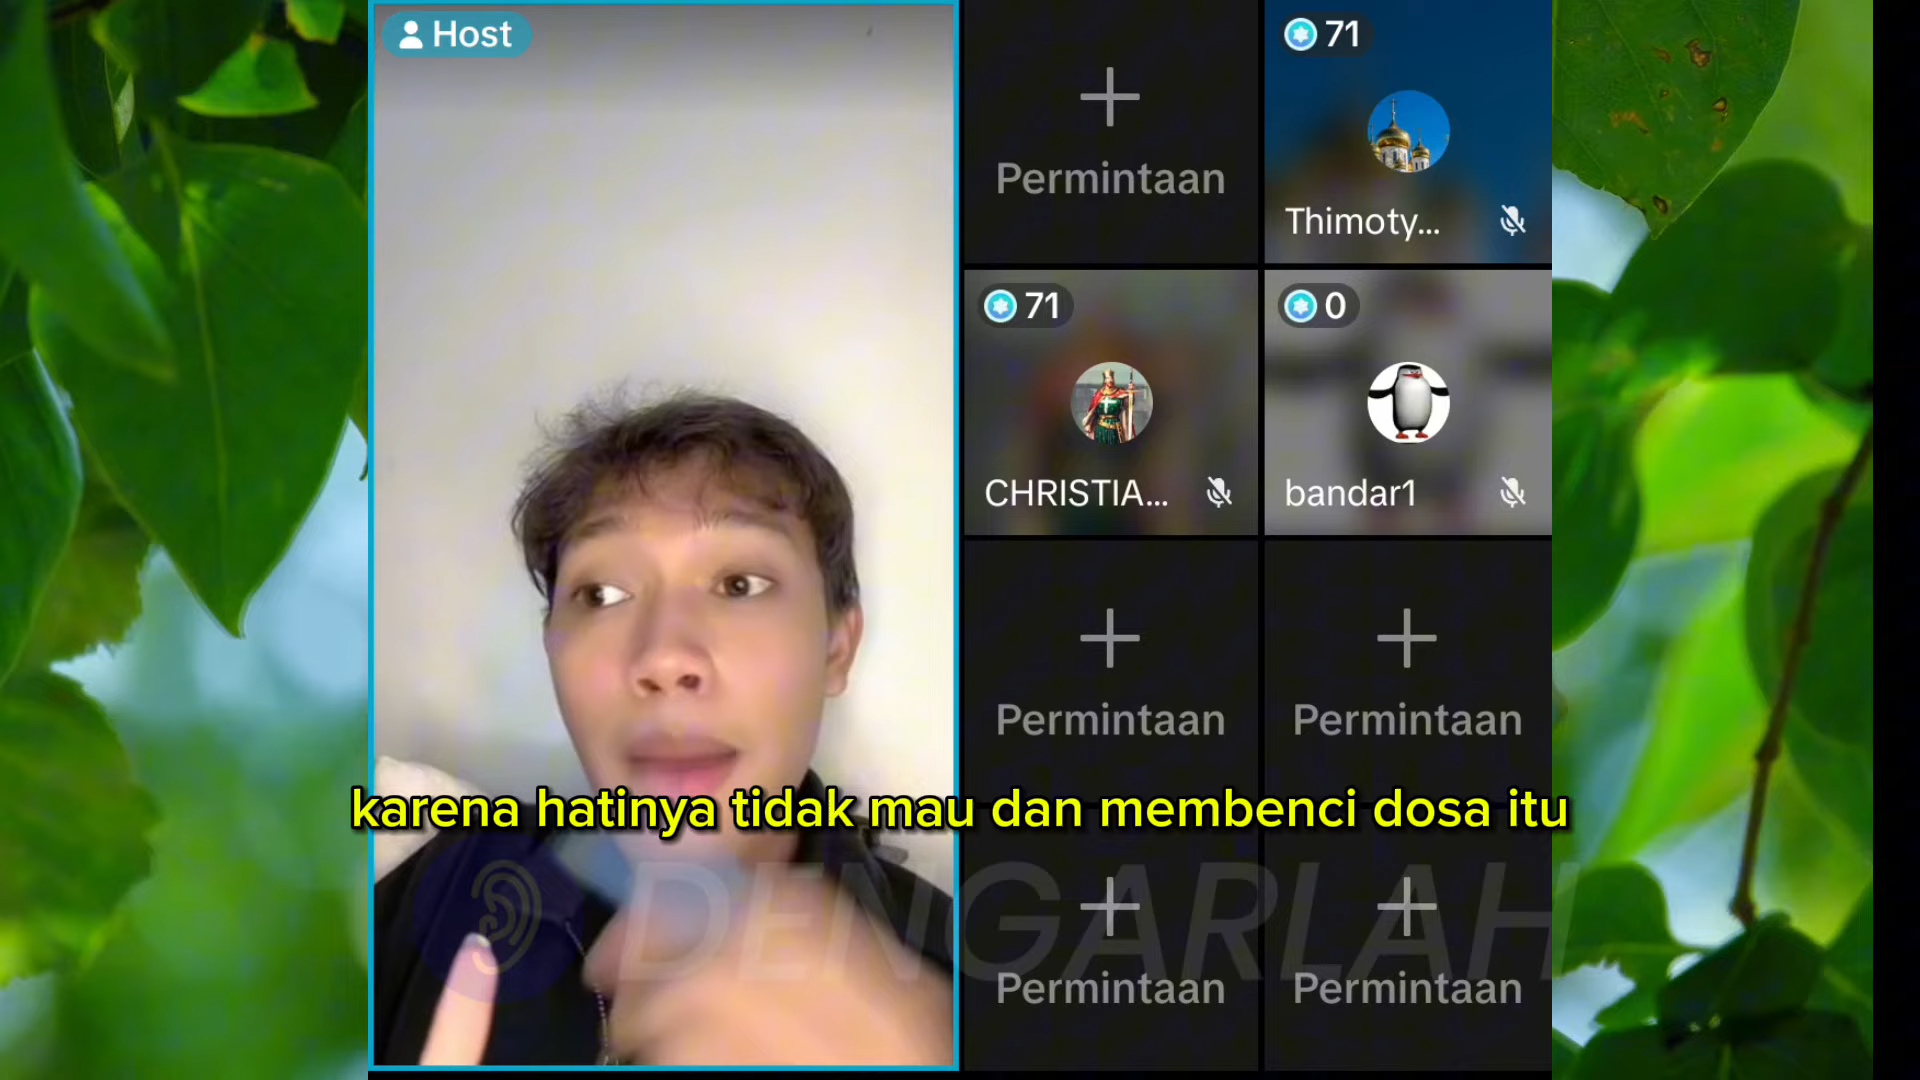 Host
Permintaan
71
Thimoty...
71
CHRISTIA...
0
bandar1
Permintaan
Permintaan
karena hatinya tidak mau dan membenci dosa itu
DENGARLAH
Permintaan
Permintaan